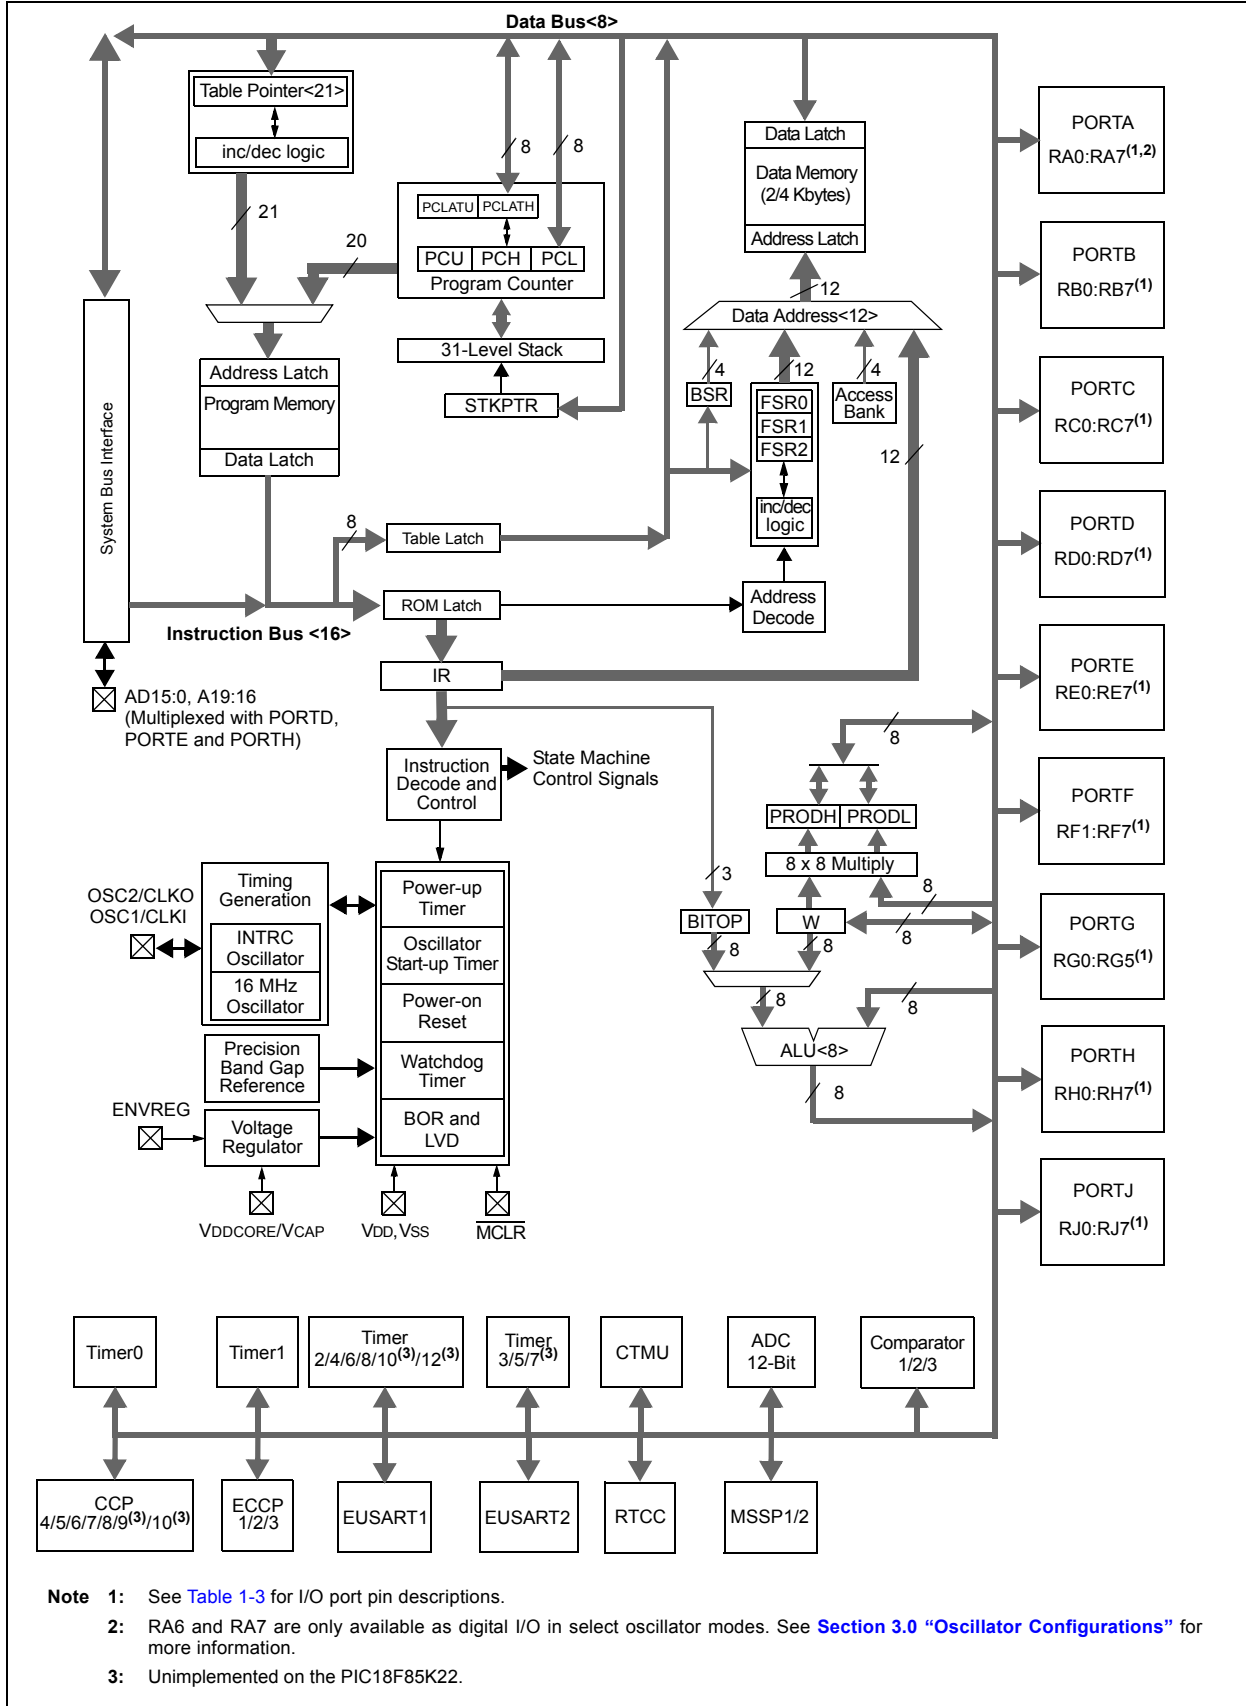 Data Bus<8>
Table Pointer<21>
inc/dec logic
21
20
8
8
PCLATU PCLATH
PCU PCH PCL
Program Counter
31-Level Stack
STKPTR
Address Latch
Program Memory
Data Latch
System Bus Interface
8
Table Latch
ROM Latch
Instruction Bus <16>
IR
AD15:0, A19:16
(Multiplexed with PORTD,
PORTE and PORTH)
Data Latch
Data Memory
(2/4 Kbytes)
Address Latch
12
Data Address<12>
4
12
4
BSR
FSR0
FSR1
FSR2
inc/dec
logic
Access
Bank
12
Address
Decode
Instruction
Decode and
Control
State Machine
Control Signals
8
PRODH PRODL
8 x 8 Multiply
3
8
BITOP
W
8
8
8
8
8
ALU<8>
8
OSC2/CLKO
OSC1/CLKI
Timing
Generation
INTRC
Oscillator
16 MHz
Oscillator
Power-up
Timer
Oscillator
Start-up Timer
Power-on
Reset
Watchdog
Timer
BOR and
LVD
Precision
Band Gap
Reference
ENVREG
Voltage
Regulator
VDDCORE/VCAP
VDD, VSS
MCLR
PORTA
RA0:RA7(1,2)
PORTB
RB0:RB7(1)
PORTC
RC0:RC7(1)
PORTD
RD0:RD7(1)
PORTE
RE0:RE7(1)
PORTF
RF1:RF7(1)
PORTG
RG0:RG5(1)
PORTH
RH0:RH7(1)
PORTJ
RJ0:RJ7(1)
Timer0
Timer1
Timer
2/4/6/8/10(3)/12(3)
Timer
3/5/7(3)
CTMU
ADC
12-Bit
Comparator
1/2/3
CCP
4/5/6/7/8/9(3)/10(3)
ECCP
1/2/3
EUSART1
EUSART2
RTCC
MSSP1/2
Note 1: See Table 1-3 for I/O port pin descriptions.
2: RA6 and RA7 are only available as digital I/O in select oscillator modes. See Section 3.0 “Oscillator Configurations” for
more information.
3: Unimplemented on the PIC18F85K22.